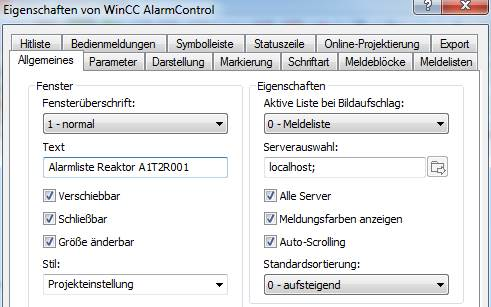 Eigenschaften von WinCC AlarmControl
?
Hitliste Bedienmeldungen Symbolleiste Statuszeile Online-Projektierung Export
Allgemeines Parameter Darstellung Markierung Schriftart Meldeblöcke Meldelisten
Fenster
Fensterüberschrift:
1 - normal
Text
Alarmliste Reaktor A1T2R001
Verschiebbar
Schließbar
Größe änderbar
Stil:
Projekteinstellung
Eigenschaften
Aktive Liste bei Bildaufschlag:
0 - Meldeliste
Serverauswahl:
localhost;
Alle Server
Meldungsfarben anzeigen
Auto-Scrolling
Standardsortierung:
0 - aufsteigend